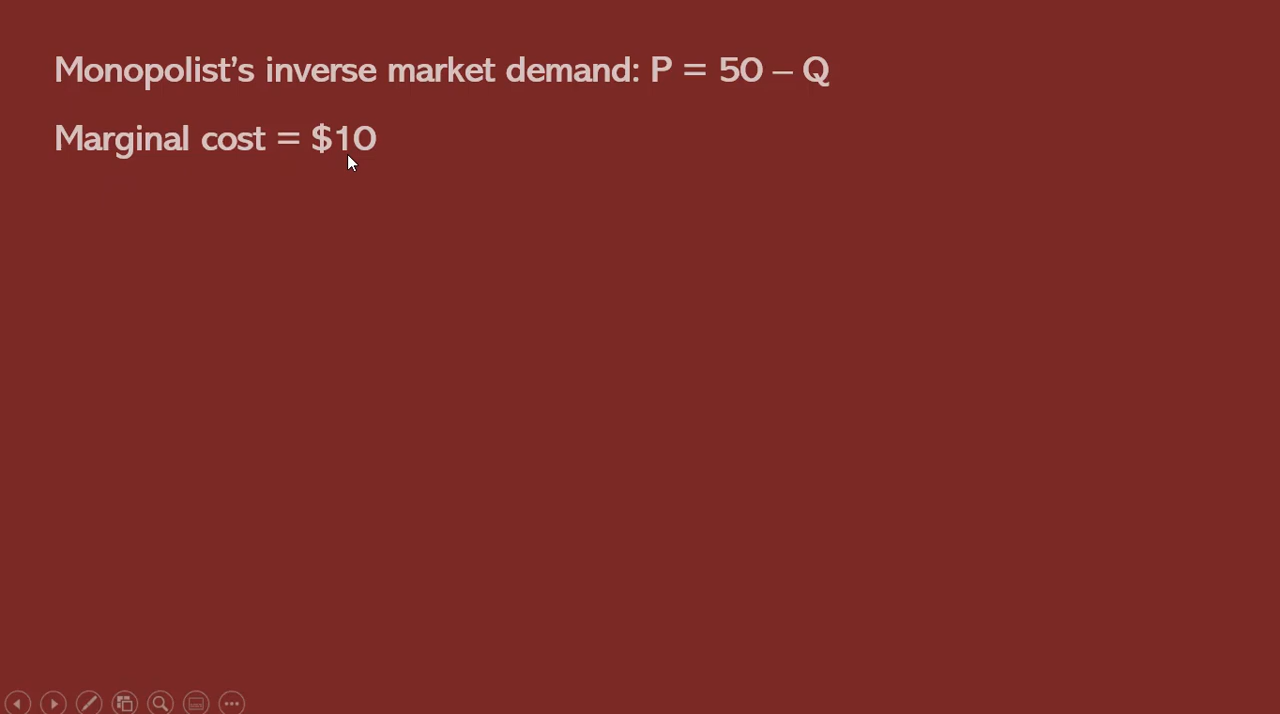 Monopolist’s inverse market demand: P = 50 – Q
Marginal cost = $10